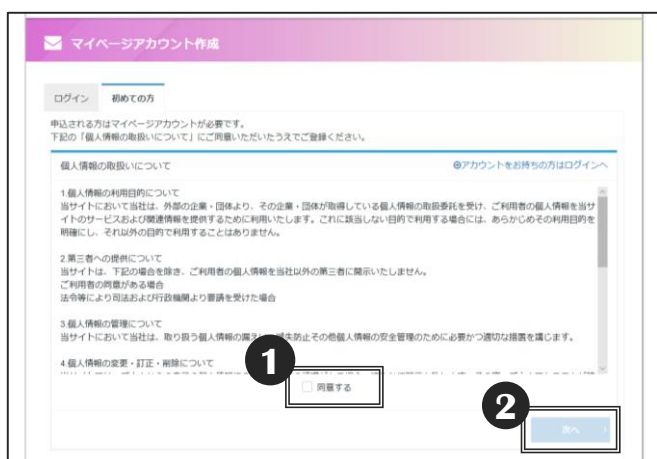 マイページアカウント作成
ログイン 初めての方
申込される方はマイページアカウントが必要です。
下記の「個人情報の取扱いについて」にご同意いただいたうえでご登録ください。
個人情報の取扱いについて
アカウントをお持ちの方はログインへ
1.個人情報の利用目的について
当サイトにおいて当社は、外部の企業・団体より、その企業・団体が取得している個人情報の取扱委託を受け、ご利用者の個人情報を当サ
イトのサービスおよび関連情報を提供するために利用いたします。これに該当しない目的で利用する場合には、あらかじめその利用目的を
明確にし、それ以外の目的で利用することはありません。
2.第三者への提供について
当サイトは、下記の場合を除き、ご利用者の個人情報を当社以外の第三者に開示いたしません。
ご利用者の同意がある場合
法令等により司法および行政機関より要請を受けた場合
3.個人情報の管理について
当サイトにおいて当社は、取り扱う個人情報の漏えい 失防止その他個人情報の安全管理のために必要かつ適切な措置を講じます。
4.個人情報の変更・訂正・削除について
1
同意する
2
次へ